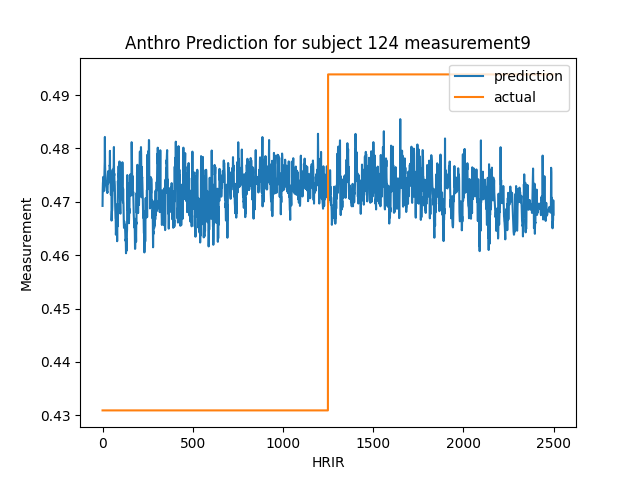 Anthro Prediction for subject 124 measurement9
prediction
actual
Measurement
0.49
0.48
0.47
0.46
0.45
0.44
0.43
0
500
1000
1500
2000
2500
HRIR